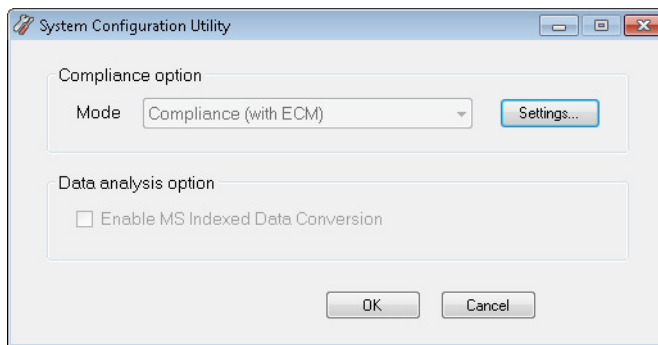 System Configuration Utility
Compliance option
Mode Compliance (with ECM) Settings...
Data analysis option
Enable MS Indexed Data Conversion
OK Cancel